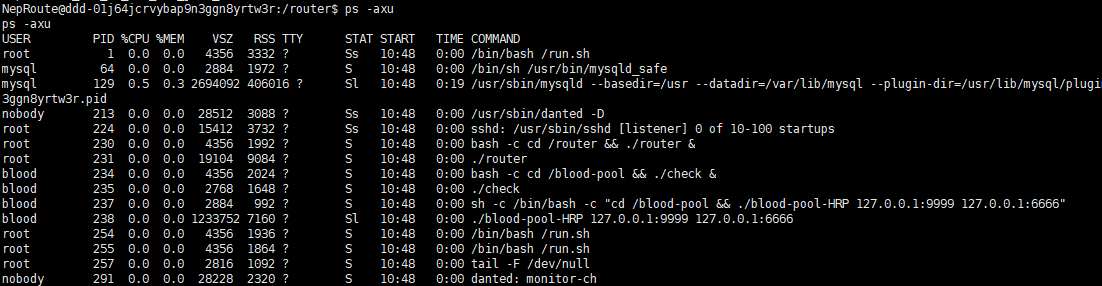 NepRoute@ddd-01j64jcrvybap9n3ggn8yrtw3r:/router$ ps -axu
ps -axu
USER PID %CPU %MEM VSZ RSS TTY STAT START TIME COMMAND
root 1 0.0 0.0 4356 3332 ? Ss 10:48 0:00 /bin/bash /run.sh
mysql 64 0.0 0.0 2884 1972 ? S 10:48 0:00 /bin/sh /usr/bin/mysqld_safe
mysql 129 0.5 0.3 2694092 406016 ? Sl 10:48 0:19 /usr/sbin/mysqld --basedir=/usr --datadir=/var/lib/mysql --plugin-dir=/usr/lib/mysql/plugi
3ggn8yrtw3r.pid
nobody 213 0.0 0.0 28512 3088 ? Ss 10:48 0:00 /usr/sbin/danted -D
root 224 0.0 0.0 15412 3732 ? Ss 10:48 0:00 sshd: /usr/sbin/sshd [listener] 0 of 10-100 startups
root 230 0.0 0.0 4356 1992 ? S 10:48 0:00 bash -c cd /router && ./router &
root 231 0.0 0.0 19104 9084 ? S 10:48 0:00 ./router
blood 234 0.0 0.0 4356 2024 ? S 10:48 0:00 bash -c cd /blood-pool && ./check &
blood 235 0.0 0.0 2768 1648 ? S 10:48 0:00 ./check
blood 237 0.0 0.0 2884 992 ? S 10:48 0:00 sh -c /bin/bash -c "cd /blood-pool && ./blood-pool-HRP 127.0.0.1:9999 127.0.0.1:6666"
blood 238 0.0 0.0 1233752 7160 ? Sl 10:48 0:00 ./blood-pool-HRP 127.0.0.1:9999 127.0.0.1:6666
root 254 0.0 0.0 4356 1936 ? S 10:48 0:00 /bin/bash /run.sh
root 255 0.0 0.0 4356 1864 ? S 10:48 0:00 /bin/bash /run.sh
root 257 0.0 0.0 2816 1092 ? S 10:48 0:00 tail -F /dev/null
nobody 291 0.0 0.0 28228 2320 ? S 10:48 0:00 danted: monitor-ch